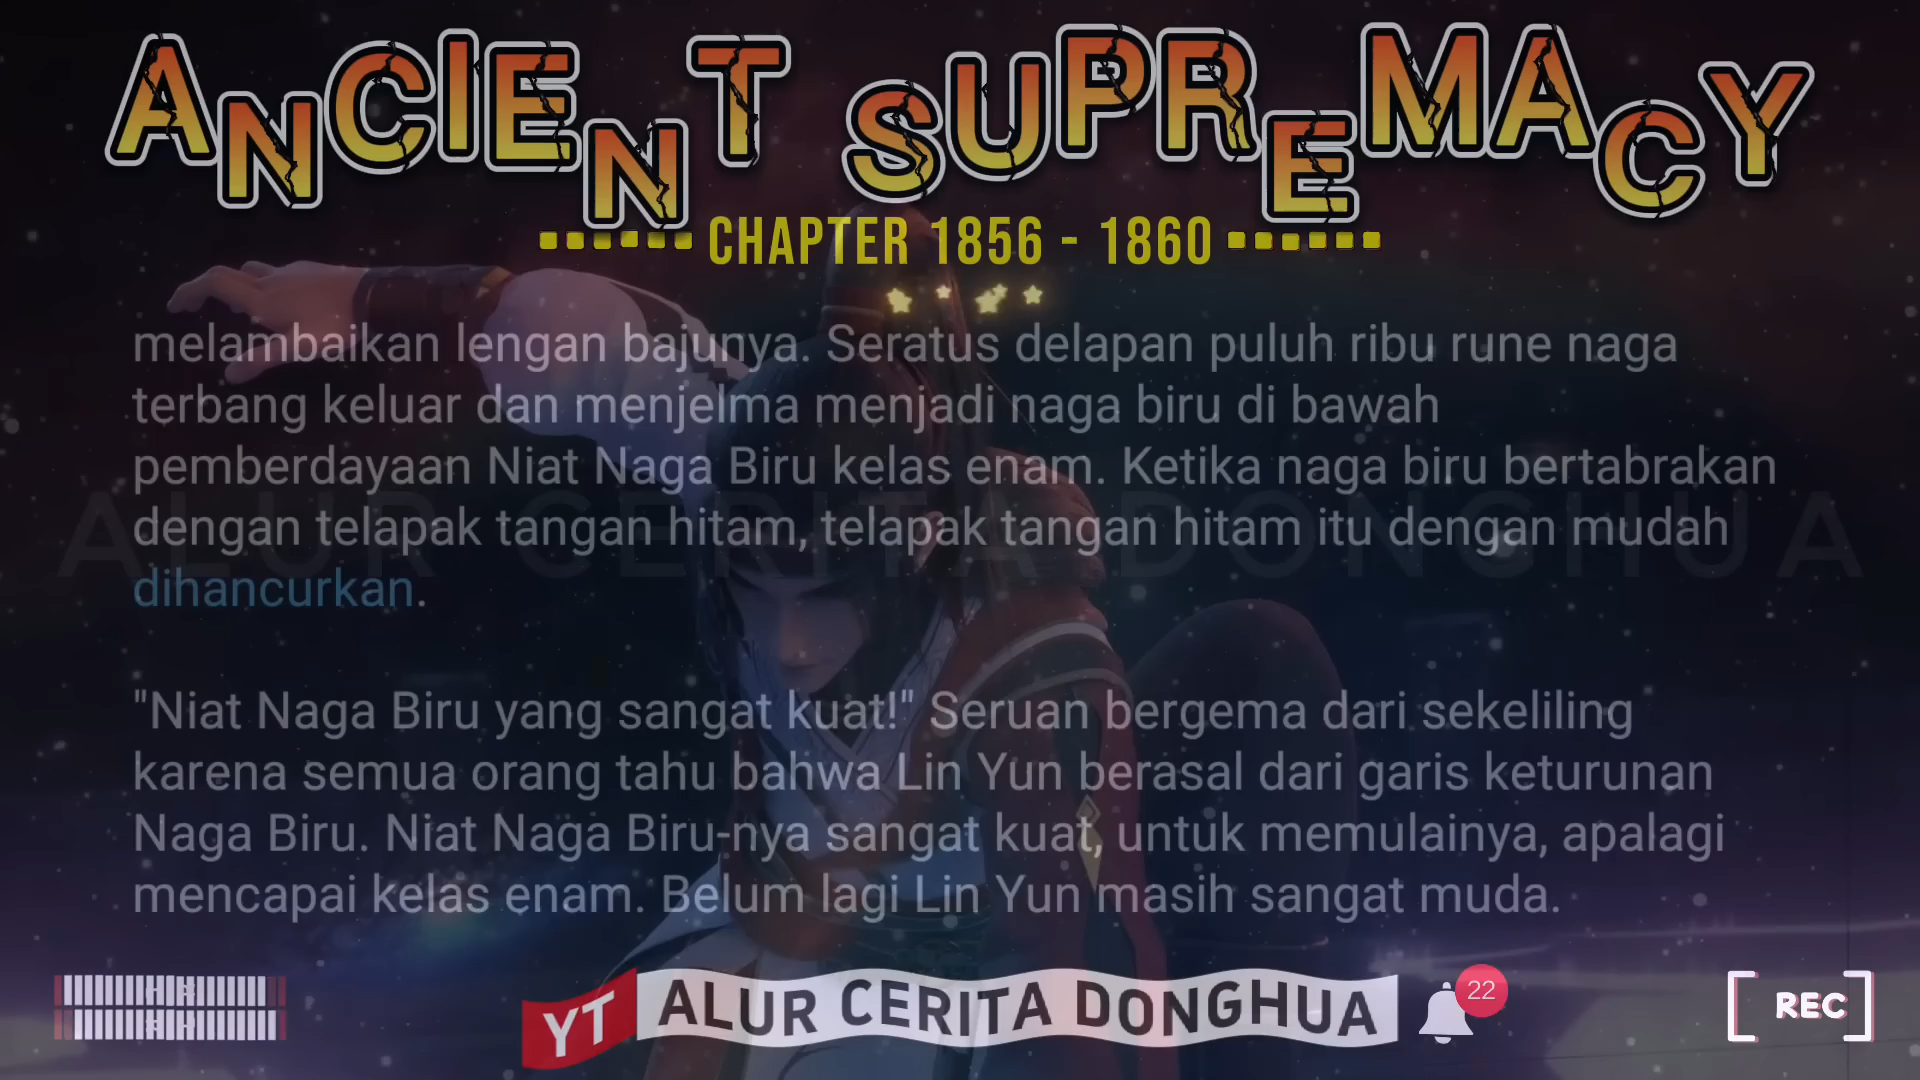 ANCIENT SUPREMACY
CHAPTER 1856 - 1860
melambaikan lengan bajunya. Seratus delapan puluh ribu rune naga
terbang keluar dan menjelma menjadi naga biru di bawah
pemberdayaan Niat Naga Biru kelas enam. Ketika naga biru bertabrakan
dengan telapak tangan hitam, telapak tangan hitam itu dengan mudah
dihancurkan.
ALUR CERITA DONGHUA
"Niat Naga Biru yang sangat kuat!" Seruan bergema dari sekeliling
karena semua orang tahu bahwa Lin Yun berasal dari garis keturunan
Naga Biru. Niat Naga Biru-nya sangat kuat, untuk memulainya, apalagi
mencapai kelas enam. Belum lagi Lin Yun masih sangat muda.
YT ALUR CERITA DONGHUA
22
REC